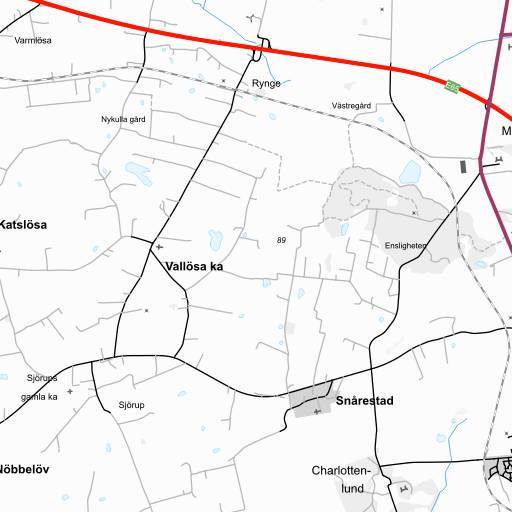 Varmlösa
Rynge
E65
Västregård
Nykulla gård
Katslösa
89
Ensligheten
Vallösa ka
Sjörups
gamla ka
Sjörup
Snårestad
Nöbbelöv
Charlotten-
lund